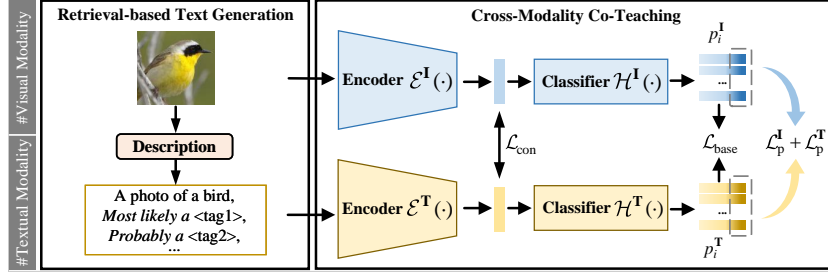 #Visual Modality
#Textual Modality
Retrieval-based Text Generation
Description
A photo of a bird,
Most likely a <tag1>,
Probably a <tag2>,
...
Cross-Modality Co-Teaching
Encoder ℰ^I(·)
Classifier ℋ^I(·)
p_i^I
...
ℒ_con
ℒ_base
ℒ_p^I + ℒ_p^T
Encoder ℰ^T(·)
Classifier ℋ^T(·)
...
p_i^T